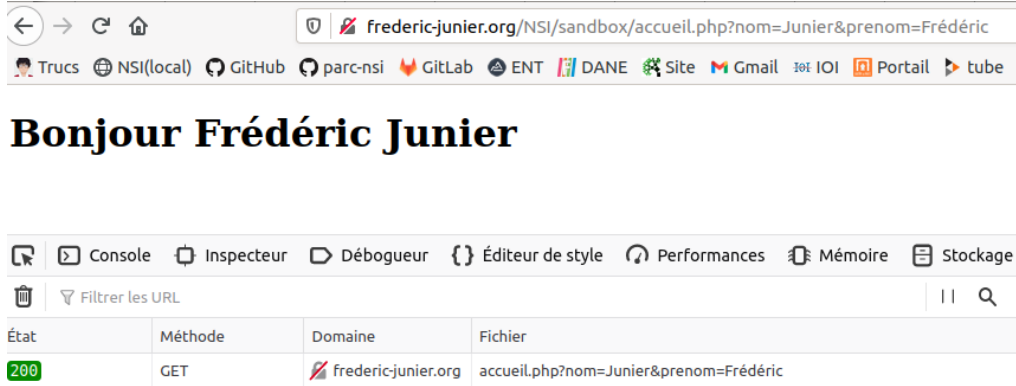 frederic-junier.org/NSI/sandbox/accueil.php?nom=Junier&prenom=Frédéric
Trucs NSI(local) GitHub parc-nsi GitLab ENT DANE Site Gmail IOI Portail tube
Bonjour Frédéric Junier
Console Inspecteur Débogueur Éditeur de style Performances Mémoire Stockage
Filtrer les URL
État Méthode Domaine Fichier
200 GET frederic-junier.org accueil.php?nom=Junier&prenom=Frédéric